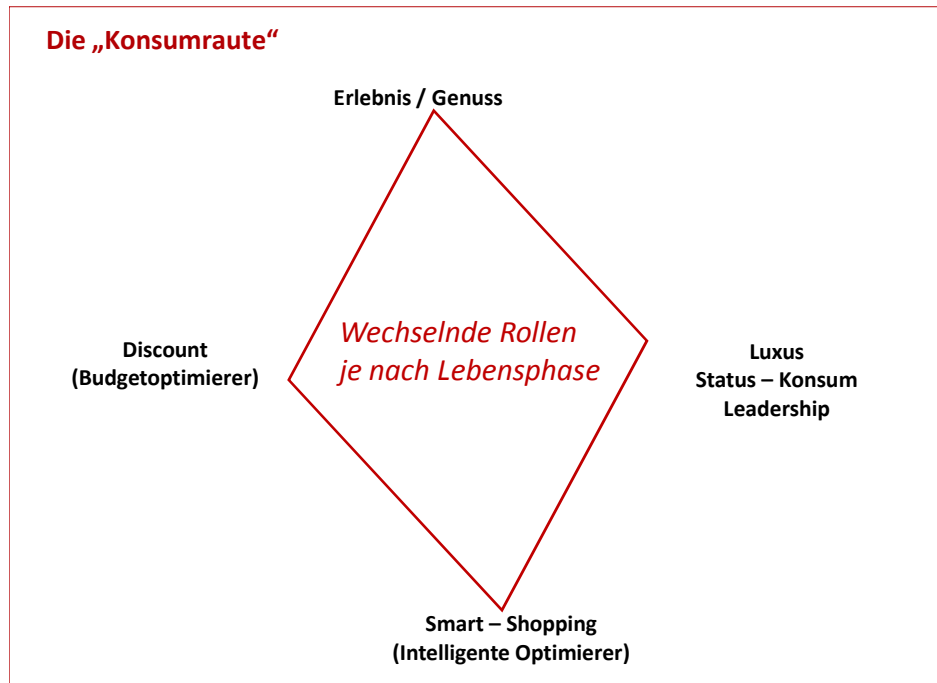 Die „Konsumraute“
Erlebnis / Genuss
Wechselnde Rollen
je nach Lebensphase
Discount
(Budgetoptimierer)
Luxus
Status – Konsum
Leadership
Smart – Shopping
(Intelligente Optimierer)